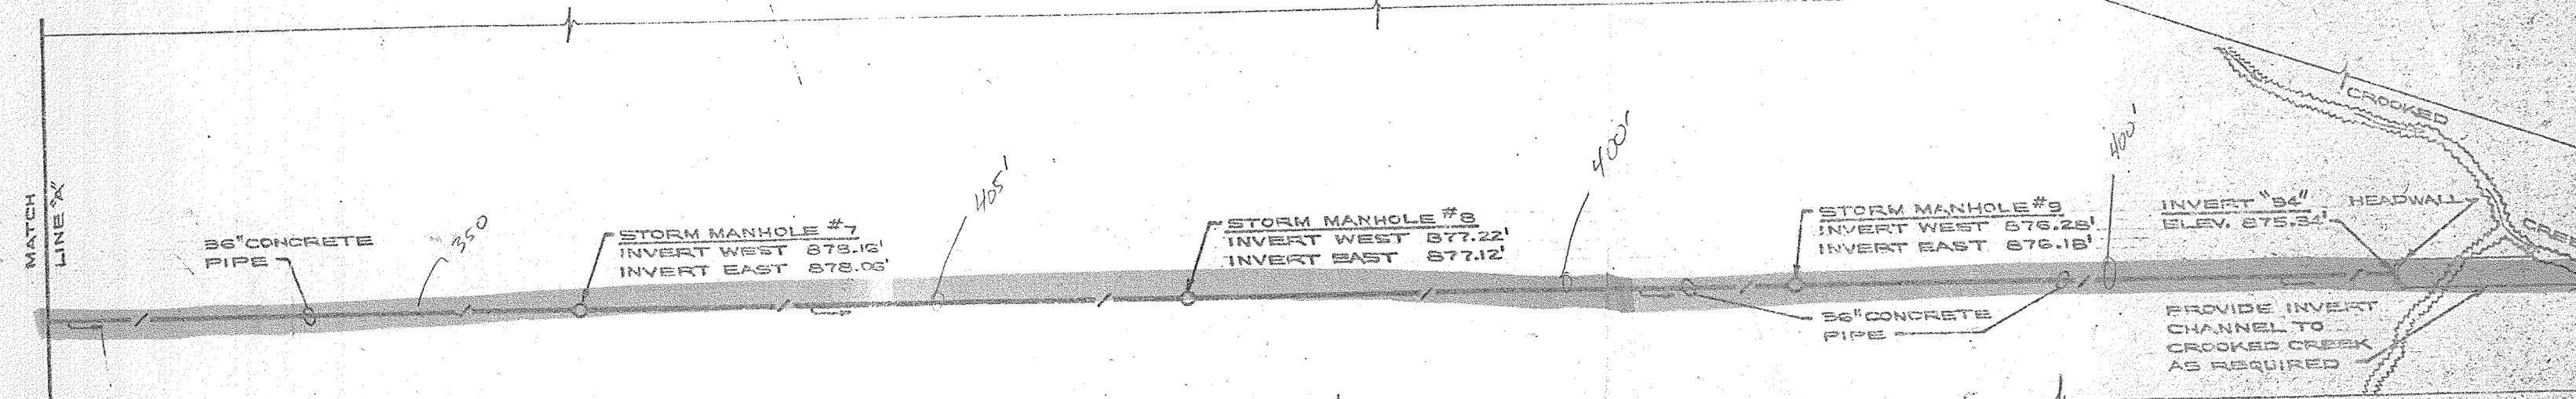 MATCH
LINE "A"
36" CONCRETE
PIPE
350
STORM MANHOLE #7
INVERT WEST 878.16'
INVERT EAST 878.06'
405'
STORM MANHOLE #8
INVERT WEST 877.22'
INVERT EAST 877.12'
400'
STORM MANHOLE #9
INVERT WEST 876.28'
INVERT EAST 876.18'
36" CONCRETE
PIPE
400'
CROOKED
INVERT "94"
ELEV. 875.34'
HEADWALL
PROVIDE INVERT
CHANNEL TO
CROOKED CREEK
AS REQUIRED